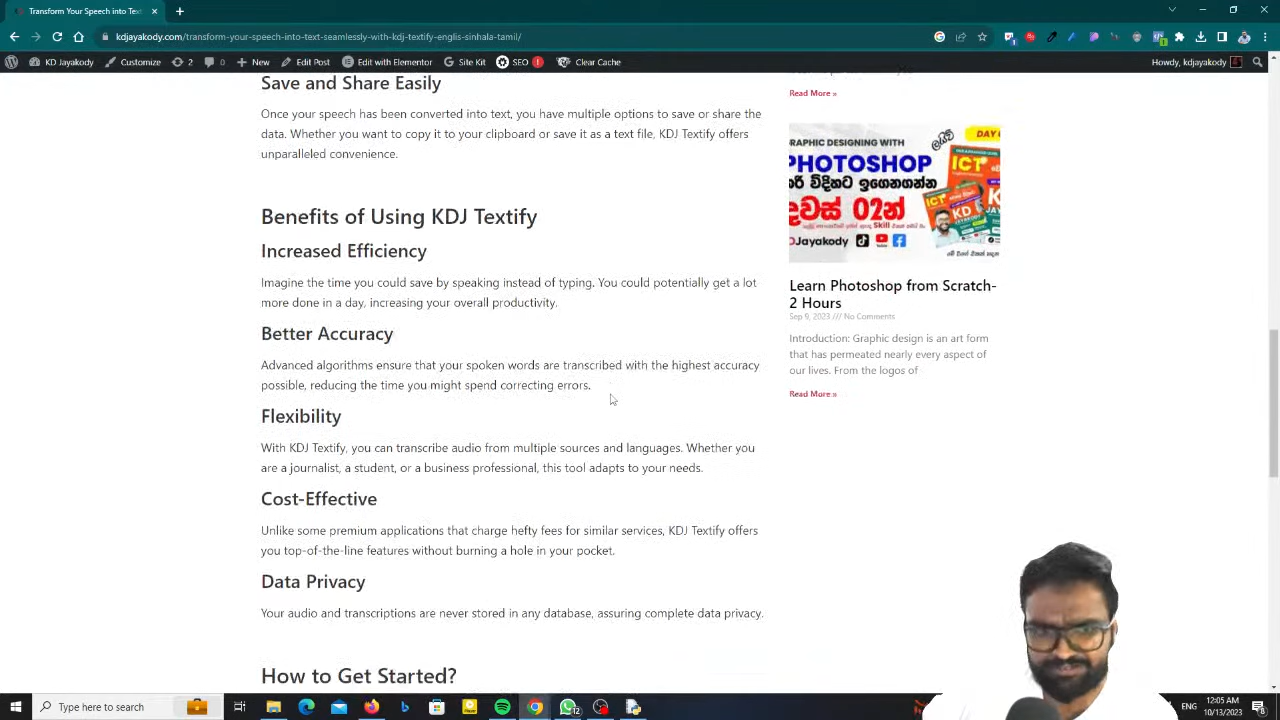 Transform Your Speech into Text
kdjayakody.com/transform-your-speech-into-text-seamlessly-with-kdj-textify-englis-sinhala-tamil/
KD Jayakody Customize 2 0 New Edit Post Edit with Elementor Site Kit SEO ! Clear Cache Howdy, kdjayakody
Save and Share Easily
Once your speech has been converted into text, you have multiple options to save or share the
data. Whether you want to copy it to your clipboard or save it as a text file, KDJ Textify offers
unparalleled convenience.
Benefits of Using KDJ Textify
Increased Efficiency
Imagine the time you could save by speaking instead of typing. You could potentially get a lot
more done in a day, increasing your overall productivity.
Better Accuracy
Advanced algorithms ensure that your spoken words are transcribed with the highest accuracy
possible, reducing the time you might spend correcting errors.
Flexibility
With KDJ Textify, you can transcribe audio from multiple sources and languages. Whether you
are a journalist, a student, or a business professional, this tool adapts to your needs.
Cost-Effective
Unlike some premium applications that charge hefty fees for similar services, KDJ Textify offers
you top-of-the-line features without burning a hole in your pocket.
Data Privacy
Your audio and transcriptions are never stored in any database, assuring complete data privacy.
How to Get Started?
Read More »
GRAPHIC DESIGNING WITH
PHOTOSHOP
රි විදිහට ඉගෙනගන්න
දවස් 02න්
Skill
DJayakody
DAY
ICT
KD
Learn Photoshop from Scratch-
2 Hours
Sep 9, 2023 /// No Comments
Introduction: Graphic design is an art form
that has permeated nearly every aspect of
our lives. From the logos of
Read More »
Type here to search
ENG
12:05 AM
10/13/2023